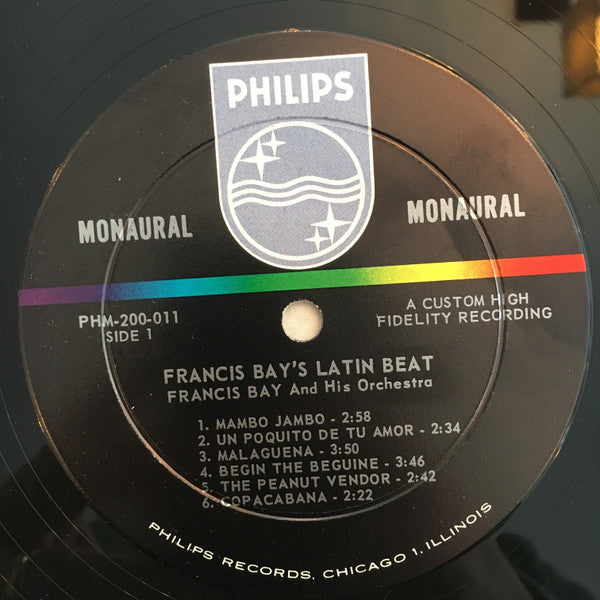 PHILIPS
MONAURAL
MONAURAL
PHM-200-011
SIDE 1
A CUSTOM HIGH
FIDELITY RECORDING
FRANCIS BAY'S LATIN BEAT
FRANCIS BAY And His Orchestra
1. MAMBO JAMBO - 2:58
2. UN POQUITO DE TU AMOR - 2:34
3. MALAGUENA - 3:50
4. BEGIN THE BEGUINE - 3:46
5. THE PEANUT VENDOR - 2:42
6. COPACABANA - 2:22
PHILIPS RECORDS, CHICAGO 1, ILLINOIS